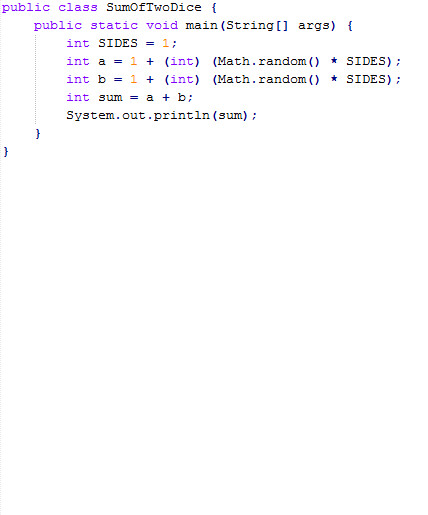 public class SumOfTwoDice {
    public static void main(String[] args) {
        int SIDES = 1;
        int a = 1 + (int) (Math.random() * SIDES);
        int b = 1 + (int) (Math.random() * SIDES);
        int sum = a + b;
        System.out.println(sum);
    }
}